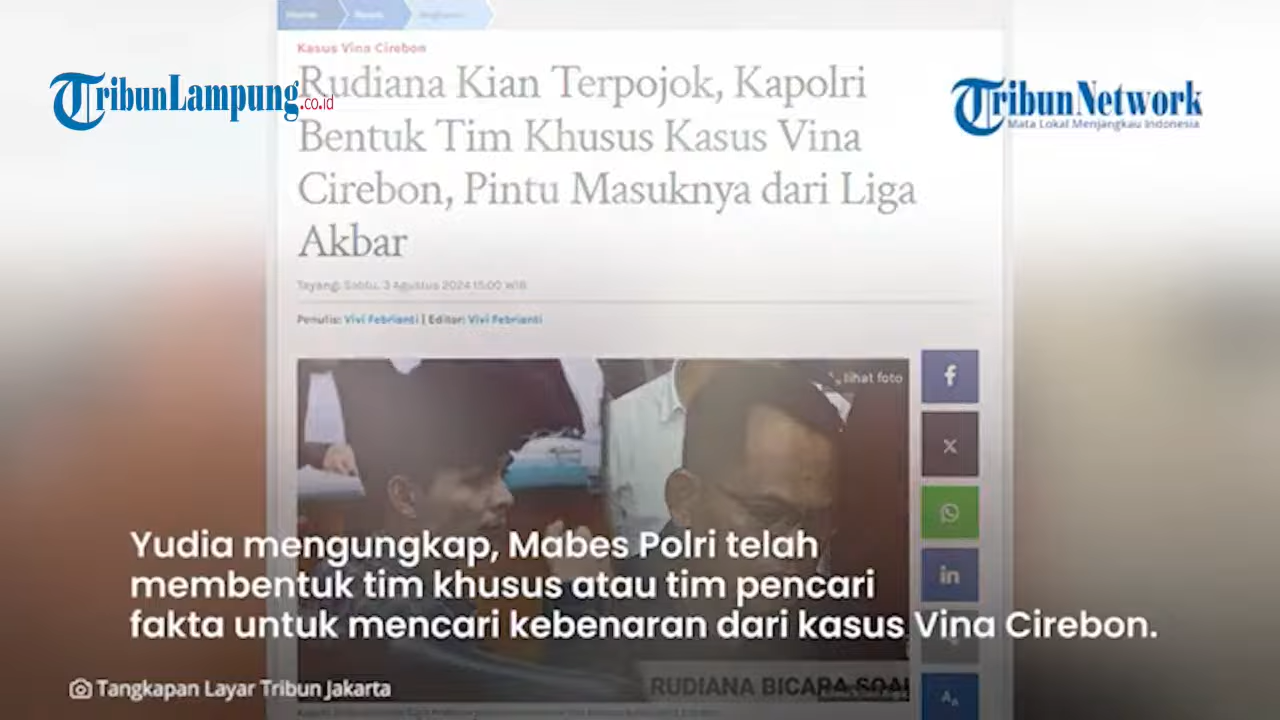 Home
News
Kasus Vina Cirebon
TribunLampung.co.id
Rudiana Kian Terpojok, Kapolri
Bentuk Tim Khusus Kasus Vina
Cirebon, Pintu Masuknya dari Liga
Akbar
TribunNetwork
Mata Lokal Menjangkau Indonesia
Tayang: Sabtu, 3 Agustus 2024 15:00 WIB
Penulis: Vivi Febrianti | Editor: Vivi Febrianti
lihat foto
Yudia mengungkap, Mabes Polri telah
membentuk tim khusus atau tim pencari
fakta untuk mencari kebenaran dari kasus Vina Cirebon.
Tangkapan Layar Tribun Jakarta
RUDIANA BICARA SOAL